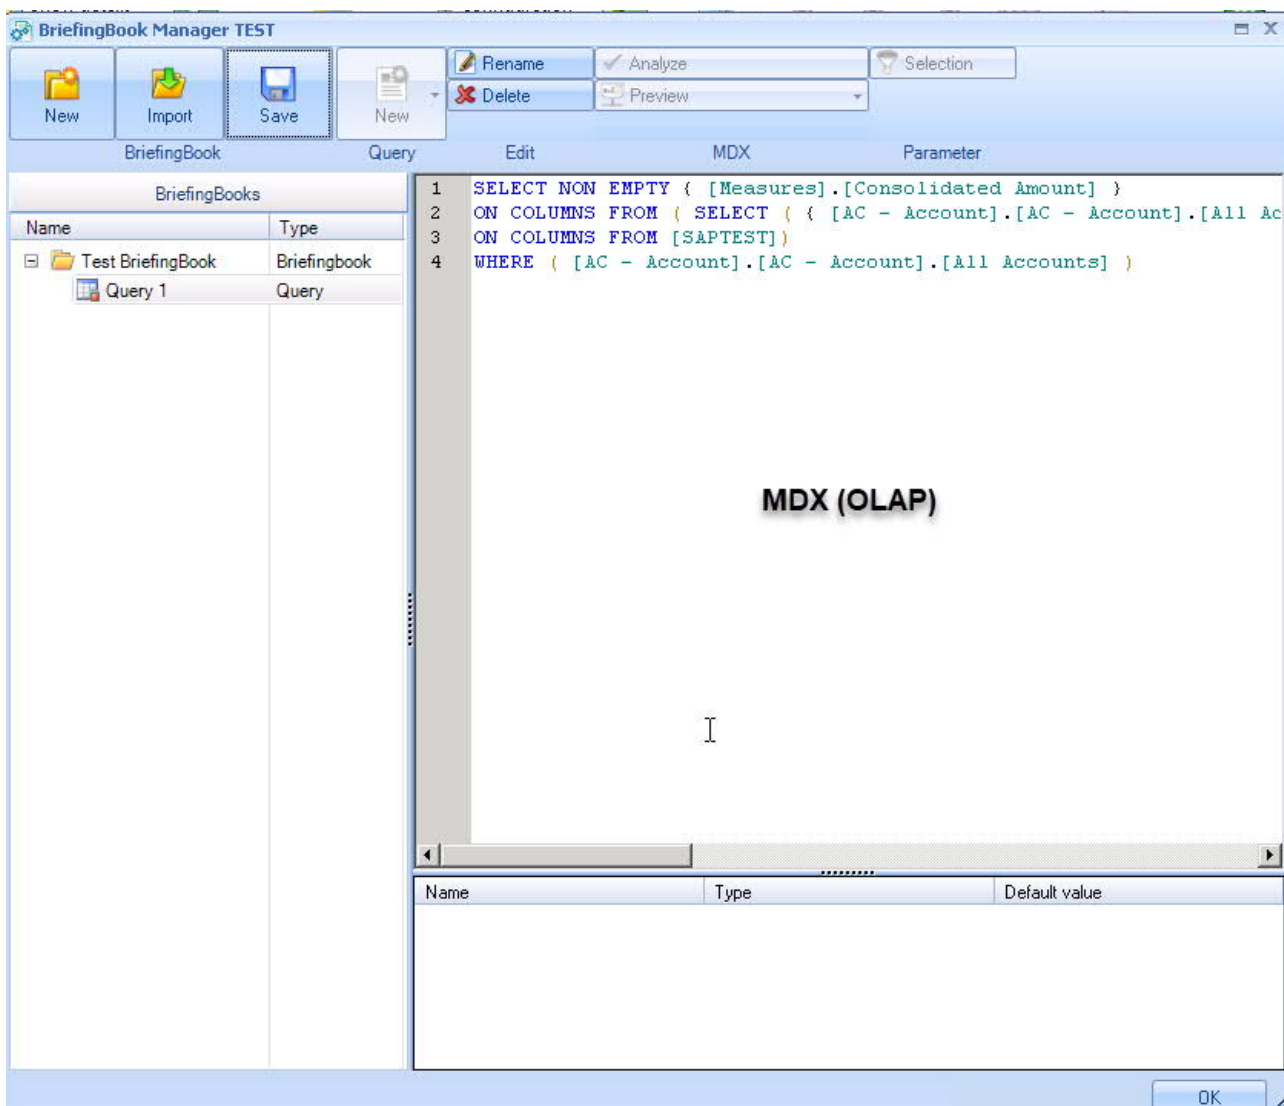 BriefingBook Manager TEST
New
Import
Save
New
Rename
Delete
Analyze
Preview
Selection
BriefingBook
Query
Edit
MDX
Parameter
BriefingBooks
Name Type
Test BriefingBook Briefingbook
Query 1 Query
1 SELECT NON EMPTY { [Measures].[Consolidated Amount] }
2 ON COLUMNS FROM ( SELECT ( { [AC - Account].[AC - Account].[All Ac
3 ON COLUMNS FROM [SAPTEST])
4 WHERE ( [AC - Account].[AC - Account].[All Accounts] )
MDX (OLAP)
Name Type Default value
OK